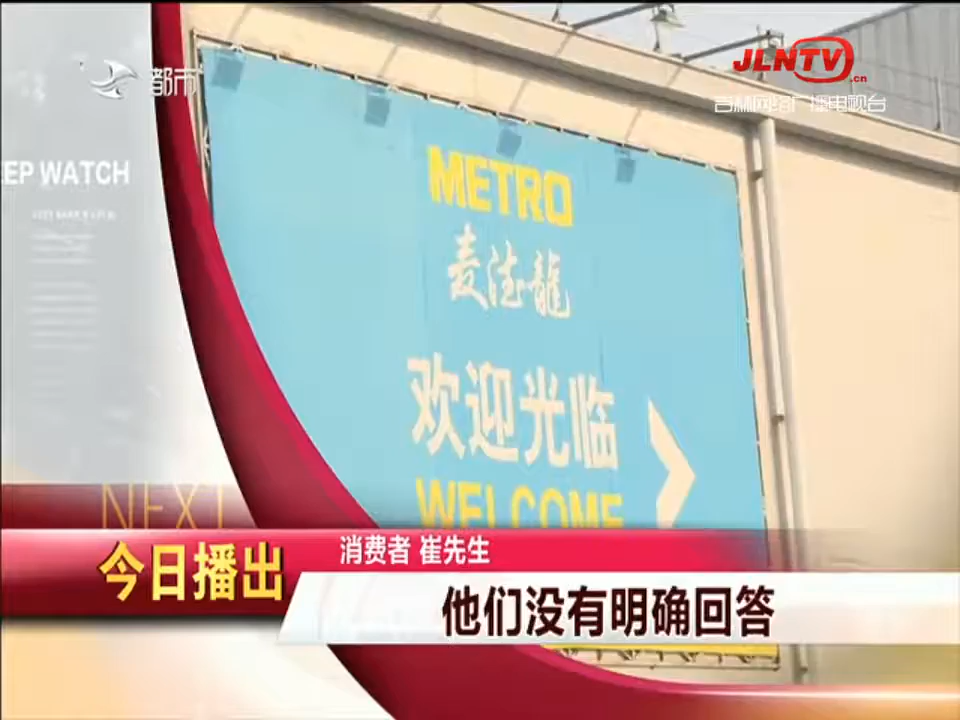 JLNTV.cn
吉林网络广播电视台
都市
EEP WATCH
METRO
麦德龍
欢迎光临
WELCOME
NEXT
今日播出
消费者 崔先生
他们没有明确回答